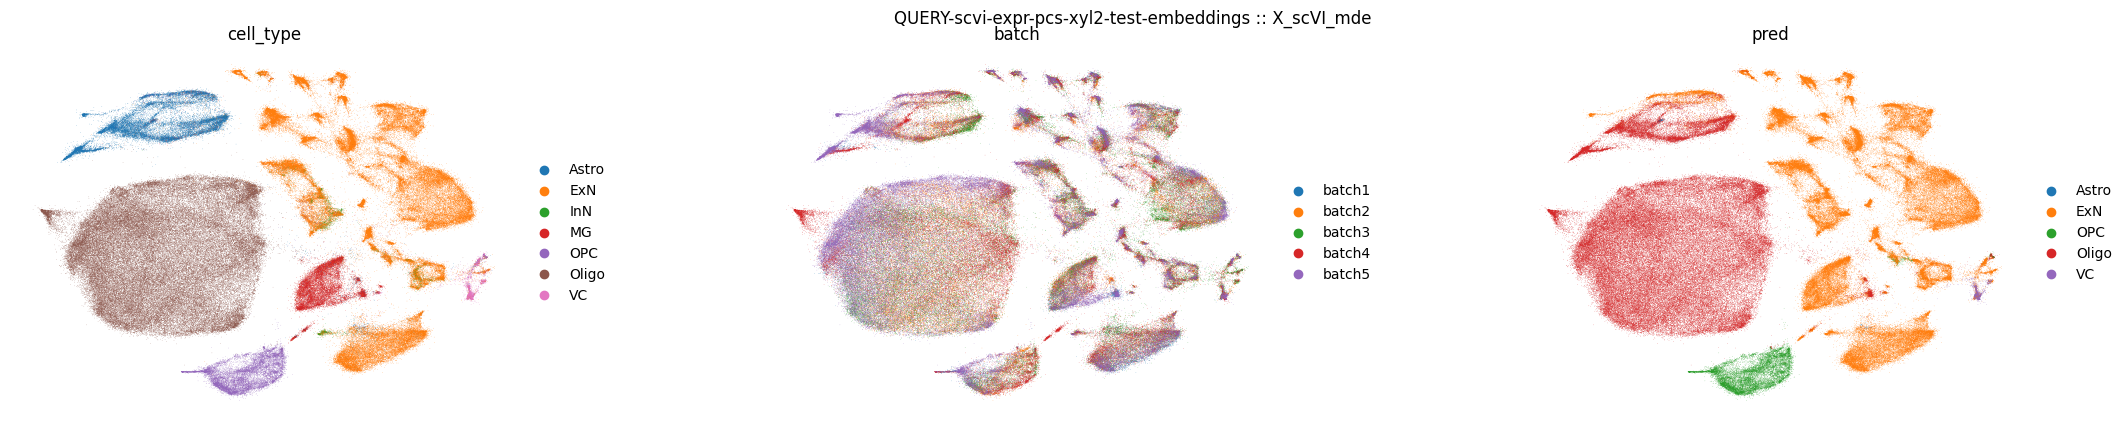 QUERY-scvi-expr-pcs-xyl2-test-embeddings :: X_scVI_mde
cell_type
Astro
ExN
InN
MG
OPC
Oligo
VC
batch
batch1
batch2
batch3
batch4
batch5
pred
Astro
ExN
OPC
Oligo
VC